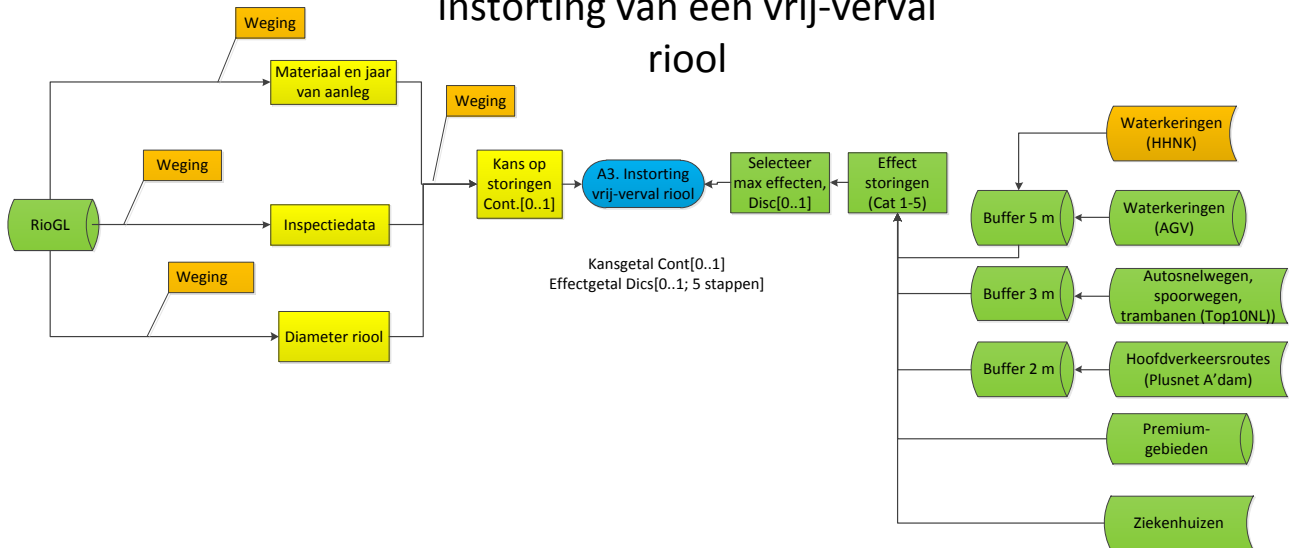 instorting van een vrij-verval
riool
Weging
Materiaal en jaar
van aanleg
Weging
Weging
Inspectiedata
RioGL
Weging
Diameter riool
Kans op
storingen
Cont.[0..1]
A3. Instorting
vrij-verval riool
Selecteer
max effecten,
Disc[0..1]
Effect
storingen
(Cat 1-5)
Kansgetal Cont[0..1]
Effectgetal Dics[0..1; 5 stappen]
Waterkeringen
(HHNK)
Buffer 5 m
Waterkeringen
(AGV)
Buffer 3 m
Autosnelwegen,
spoorwegen,
trambanen (Top10NL))
Buffer 2 m
Hoofdverkeersroutes
(Plusnet A'dam)
Premium-
gebieden
Ziekenhuizen